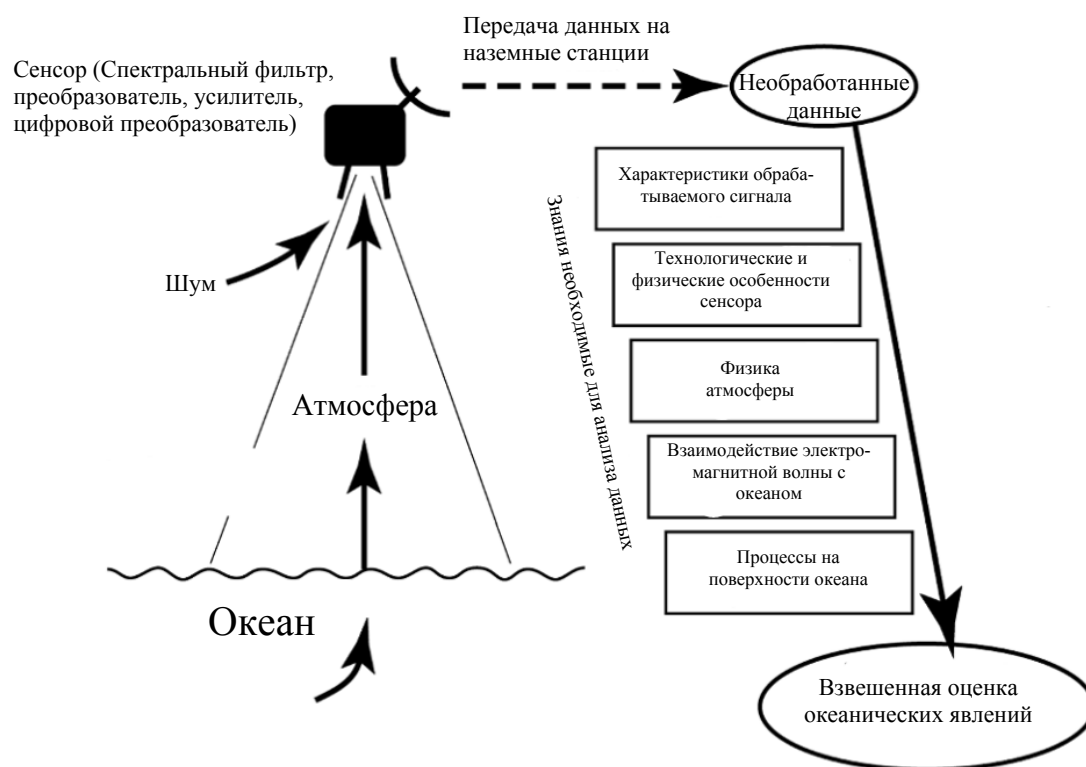 Передача данных на
наземные станции
Сенсор (Спектральный фильтр,
преобразователь, усилитель,
цифровой преобразователь)
Необработанные
данные
Характеристики обраба-
тываемого сигнала
Знания необходимые для анализа данных
Технологические и
физические особенности
сенсора
Шум
Физика
атмосферы
Атмосфера
Взаимодействие электро-
магнитной волны с
океаном
Процессы на
поверхности океана
Океан
Взвешенная оценка
океанических явлений